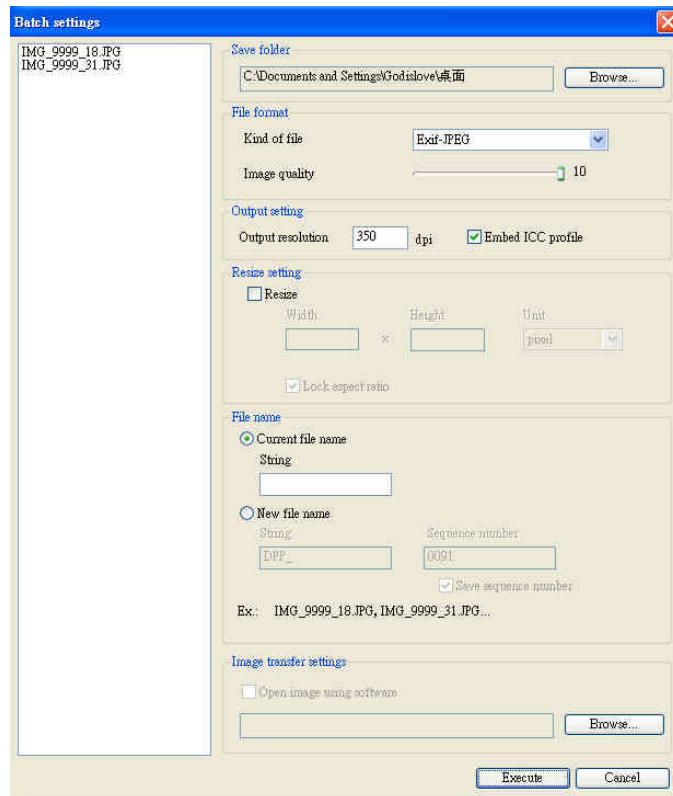 Batch settings
IMG_9999_18.JPG
IMG_9999_31.JPG
Save folder
C:\Documents and Settings\Godislove\桌面
Browse...
File format
Kind of file
Exif-JPEG
Image quality
10
Output setting
Output resolution
350
dpi
Embed ICC profile
Resize setting
Resize
Width
Height
Unit
×
pixel
Lock aspect ratio
File name
Current file name
String
New file name
String
Sequence number
DPP_
0091
Save sequence number
Ex.: IMG_9999_18.JPG, IMG_9999_31.JPG...
Image transfer settings
Open image using software
Browse...
Execute
Cancel